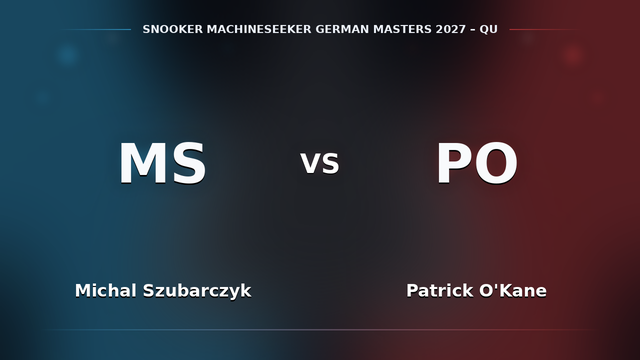 SNOOKER MACHINESEEKER GERMAN MASTERS 2027 – QU
MS
VS
PO
Michal Szubarczyk
Patrick O'Kane